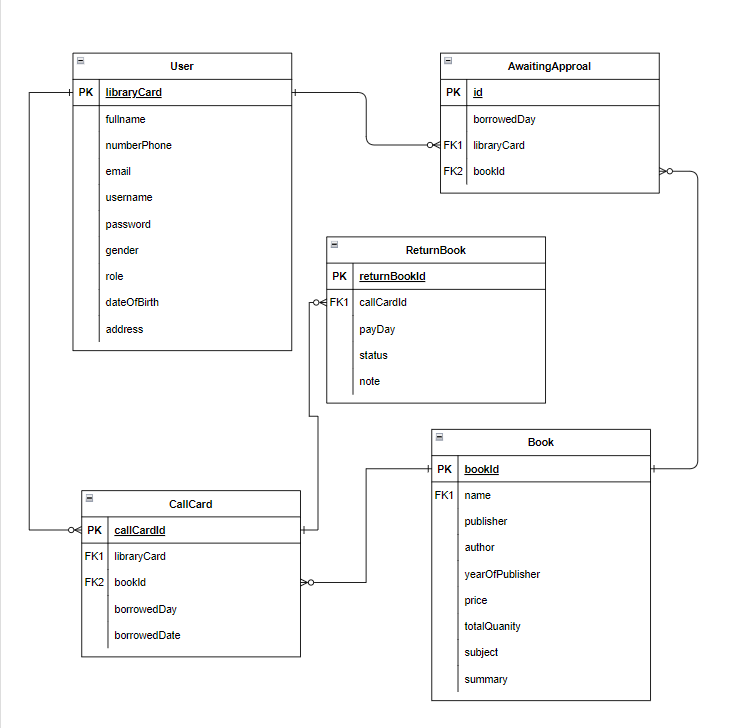 User
PK libraryCard
fullname
numberPhone
email
username
password
gender
role
dateOfBirth
address
AwaitingApproal
PK id
borrowedDay
FK1 libraryCard
FK2 bookId
ReturnBook
PK returnBookId
FK1 callCardId
payDay
status
note
Book
PK bookId
FK1 name
publisher
author
yearOfPublisher
price
totalQuanity
subject
summary
CallCard
PK callCardId
FK1 libraryCard
FK2 bookId
borrowedDay
borrowedDate